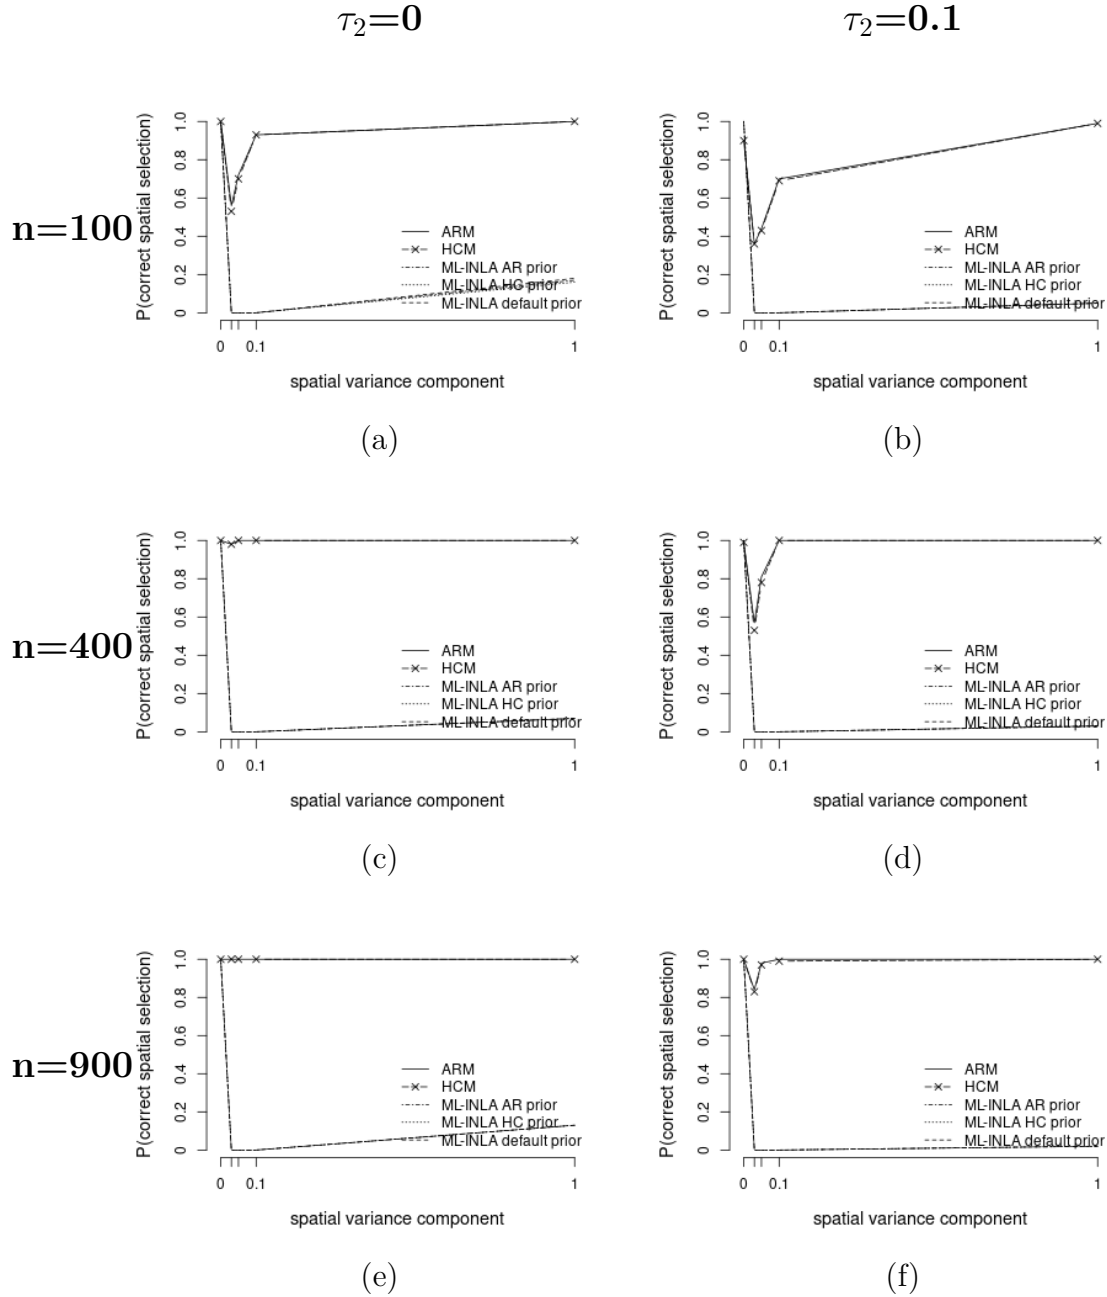 τ₂=0
τ₂=0.1
n=100
P(correct spatial selection)
0 0.2 0.4 0.6 0.8 1.0
ARM
HCM
ML-INLA AR prior
ML-INLA HC prior
ML-INLA default prior
0 0.1 1
spatial variance component
(a)
P(correct spatial selection)
0 0.2 0.4 0.6 0.8 1.0
ARM
HCM
ML-INLA AR prior
ML-INLA HC prior
ML-INLA default prior
0 0.1 1
spatial variance component
(b)
n=400
P(correct spatial selection)
0 0.2 0.4 0.6 0.8 1.0
ARM
HCM
ML-INLA AR prior
ML-INLA HC prior
ML-INLA default prior
0 0.1 1
spatial variance component
(c)
P(correct spatial selection)
0 0.2 0.4 0.6 0.8 1.0
ARM
HCM
ML-INLA AR prior
ML-INLA HC prior
ML-INLA default prior
0 0.1 1
spatial variance component
(d)
n=900
P(correct spatial selection)
0 0.2 0.4 0.6 0.8 1.0
ARM
HCM
ML-INLA AR prior
ML-INLA HC prior
ML-INLA default prior
0 0.1 1
spatial variance component
(e)
P(correct spatial selection)
0 0.2 0.4 0.6 0.8 1.0
ARM
HCM
ML-INLA AR prior
ML-INLA HC prior
ML-INLA default prior
0 0.1 1
spatial variance component
(f)